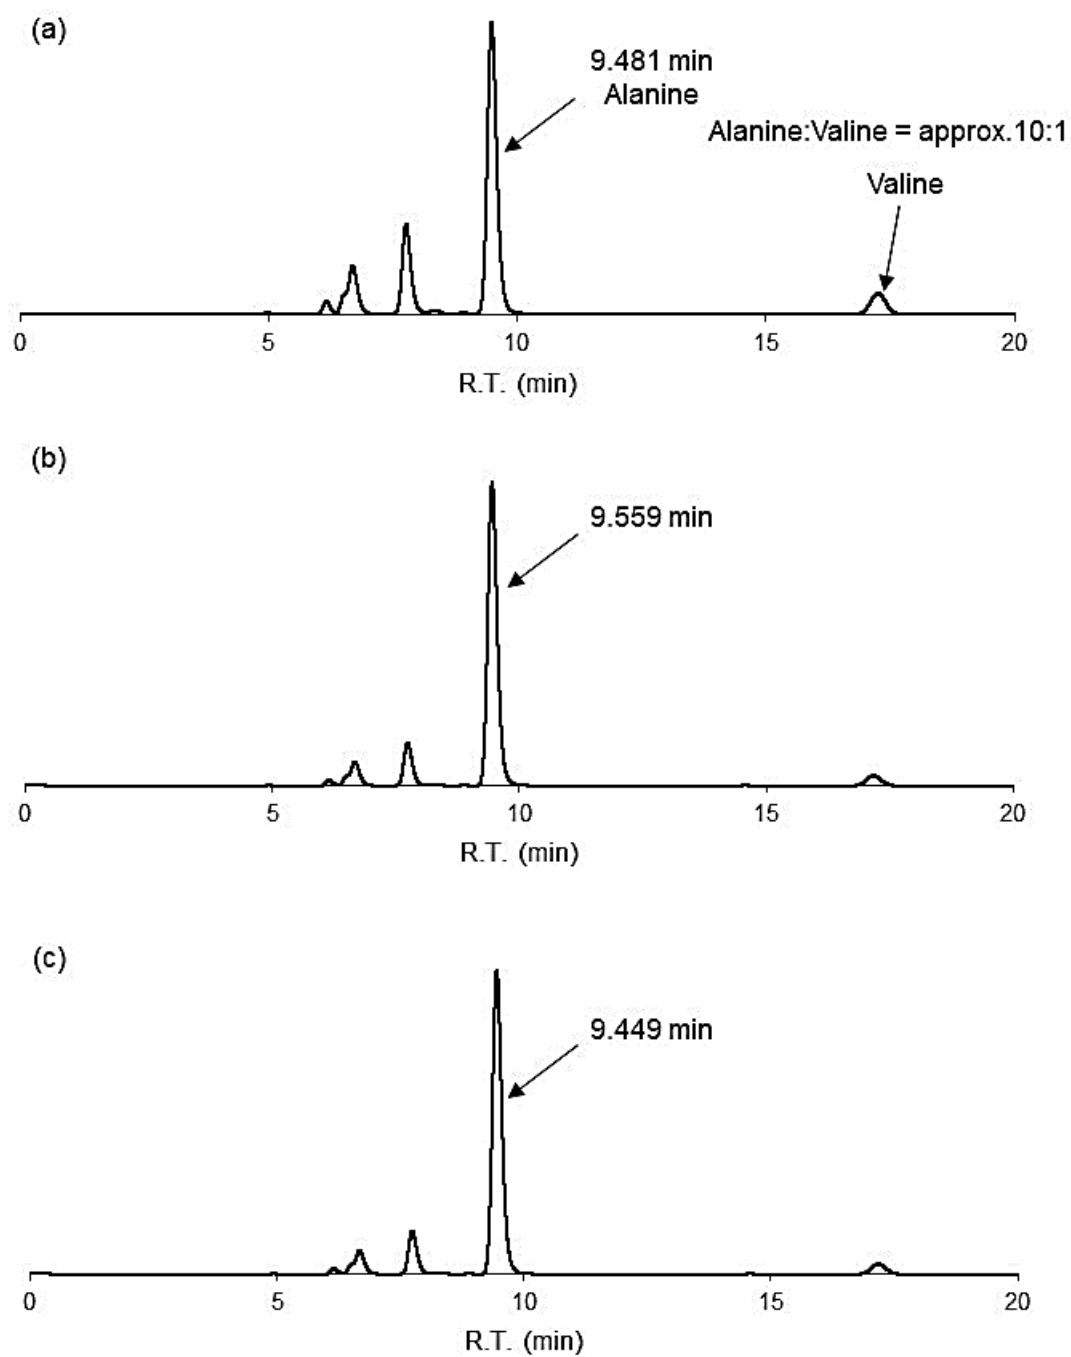 (a)
9.481 min
Alanine
Alanine:Valine = approx.10:1
Valine
0 5 10 15 20
R.T. (min)
(b)
9.559 min
0 5 10 15 20
R.T. (min)
(c)
9.449 min
0 5 10 15 20
R.T. (min)